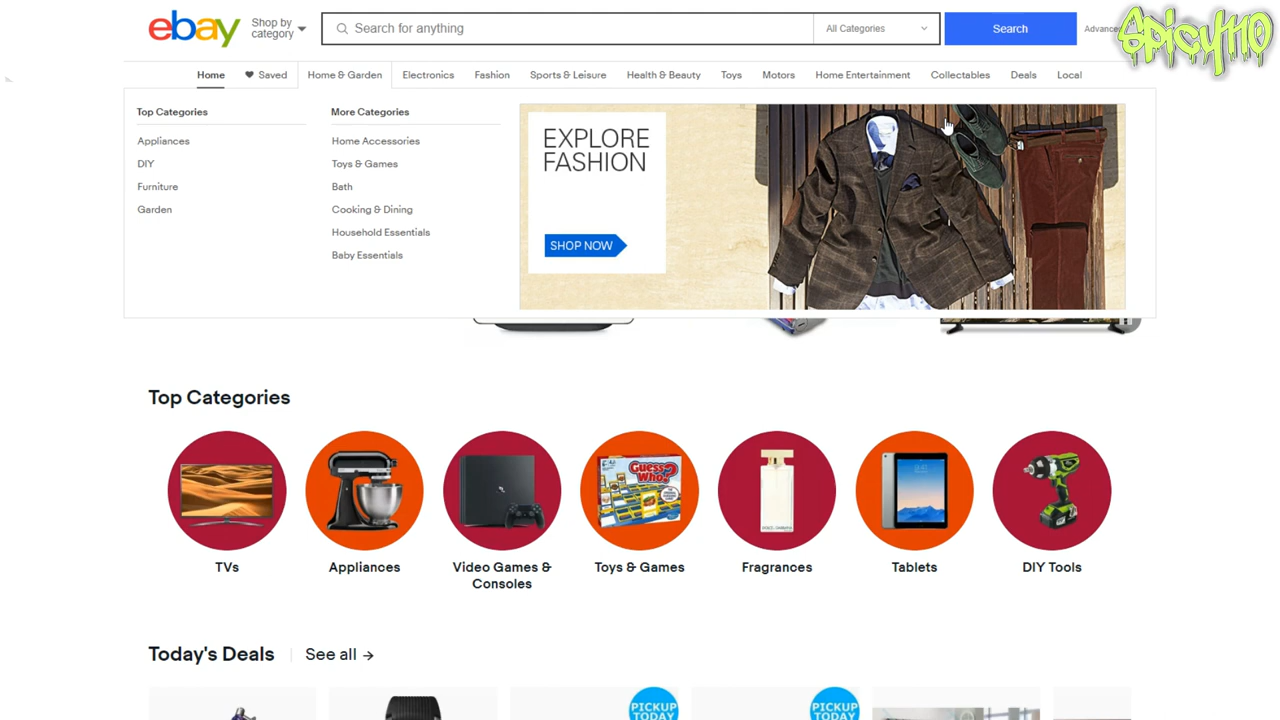 ebay
Shop by
category
Search for anything
All Categories
Search
Advance
Spicy110
Home
Saved
Home & Garden
Electronics
Fashion
Sports & Leisure
Health & Beauty
Toys
Motors
Home Entertainment
Collectables
Deals
Local
Top Categories
Appliances
DIY
Furniture
Garden
More Categories
Home Accessories
Toys & Games
Bath
Cooking & Dining
Household Essentials
Baby Essentials
EXPLORE
FASHION
SHOP NOW
Top Categories
Guess
Who?
TVs
Appliances
Video Games &
Consoles
Toys & Games
Fragrances
Tablets
DIY Tools
Today's Deals
See all →
PICKUP
TODAY
PICKUP
TODAY